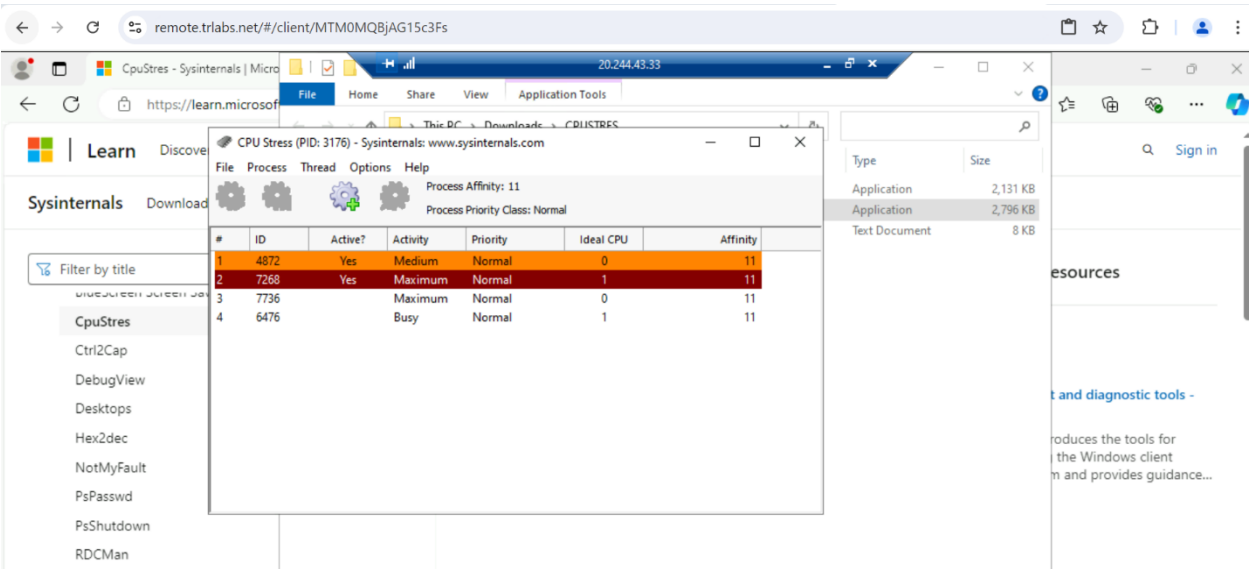 remote.trlabs.net/#/client/MTM0MQBjAG15c3Fs
CpuStres - Sysinternals | Micro
20.244.43.33
https://learn.microsof
File Home Share View Application Tools
This PC > Downloads > CPUSTRES
Learn Discove
Sign in
CPU Stress (PID: 3176) - Sysinternals: www.sysinternals.com
File Process Thread Options Help
Process Affinity: 11
Process Priority Class: Normal
Sysinternals Download
# ID Active? Activity Priority Ideal CPU Affinity
1 4872 Yes Medium Normal 0 11
2 7268 Yes Maximum Normal 1 11
3 7736 Maximum Normal 0 11
4 6476 Busy Normal 1 11
Type Size
Application 2,131 KB
Application 2,796 KB
Text Document 8 KB
Filter by title
BlueScreen Screen Sav
CpuStres
Ctrl2Cap
DebugView
Desktops
Hex2dec
NotMyFault
PsPasswd
PsShutdown
RDCMan
esources
t and diagnostic tools -
roduces the tools for
the Windows client
m and provides guidance...